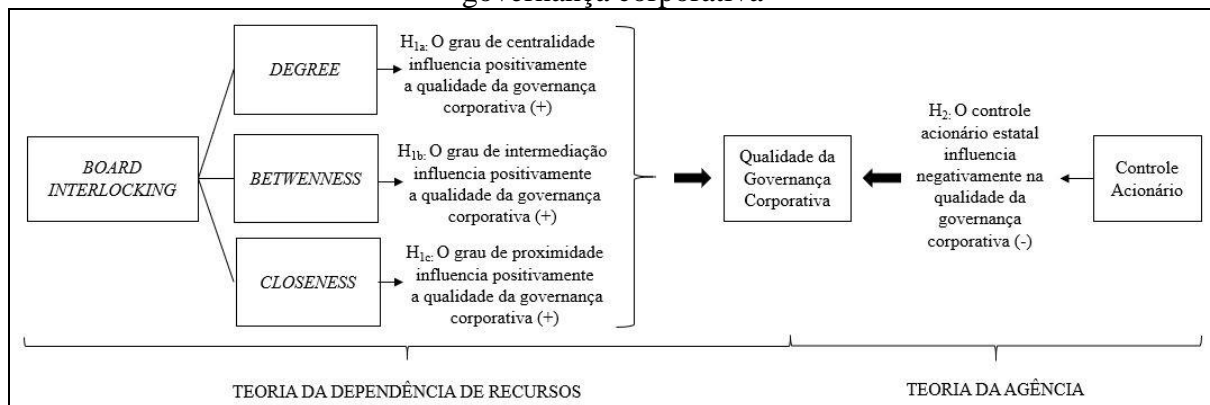 governança corporativa
BOARD
INTERLOCKING
DEGREE
H1a: O grau de centralidade
influencia positivamente
a qualidade da governança
corporativa (+)
BETWENNESS
H1b: O grau de intermediação
influencia positivamente
a qualidade da governança
corporativa (+)
CLOSENESS
H1c: O grau de proximidade
influencia positivamente
a qualidade da governança
corporativa (+)
Qualidade da
Governança
Corporativa
H2: O controle
acionário estatal
influencia
negativamente na
qualidade da
governança
corporativa (-)
Controle
Acionário
TEORIA DA DEPENDÊNCIA DE RECURSOS
TEORIA DA AGÊNCIA